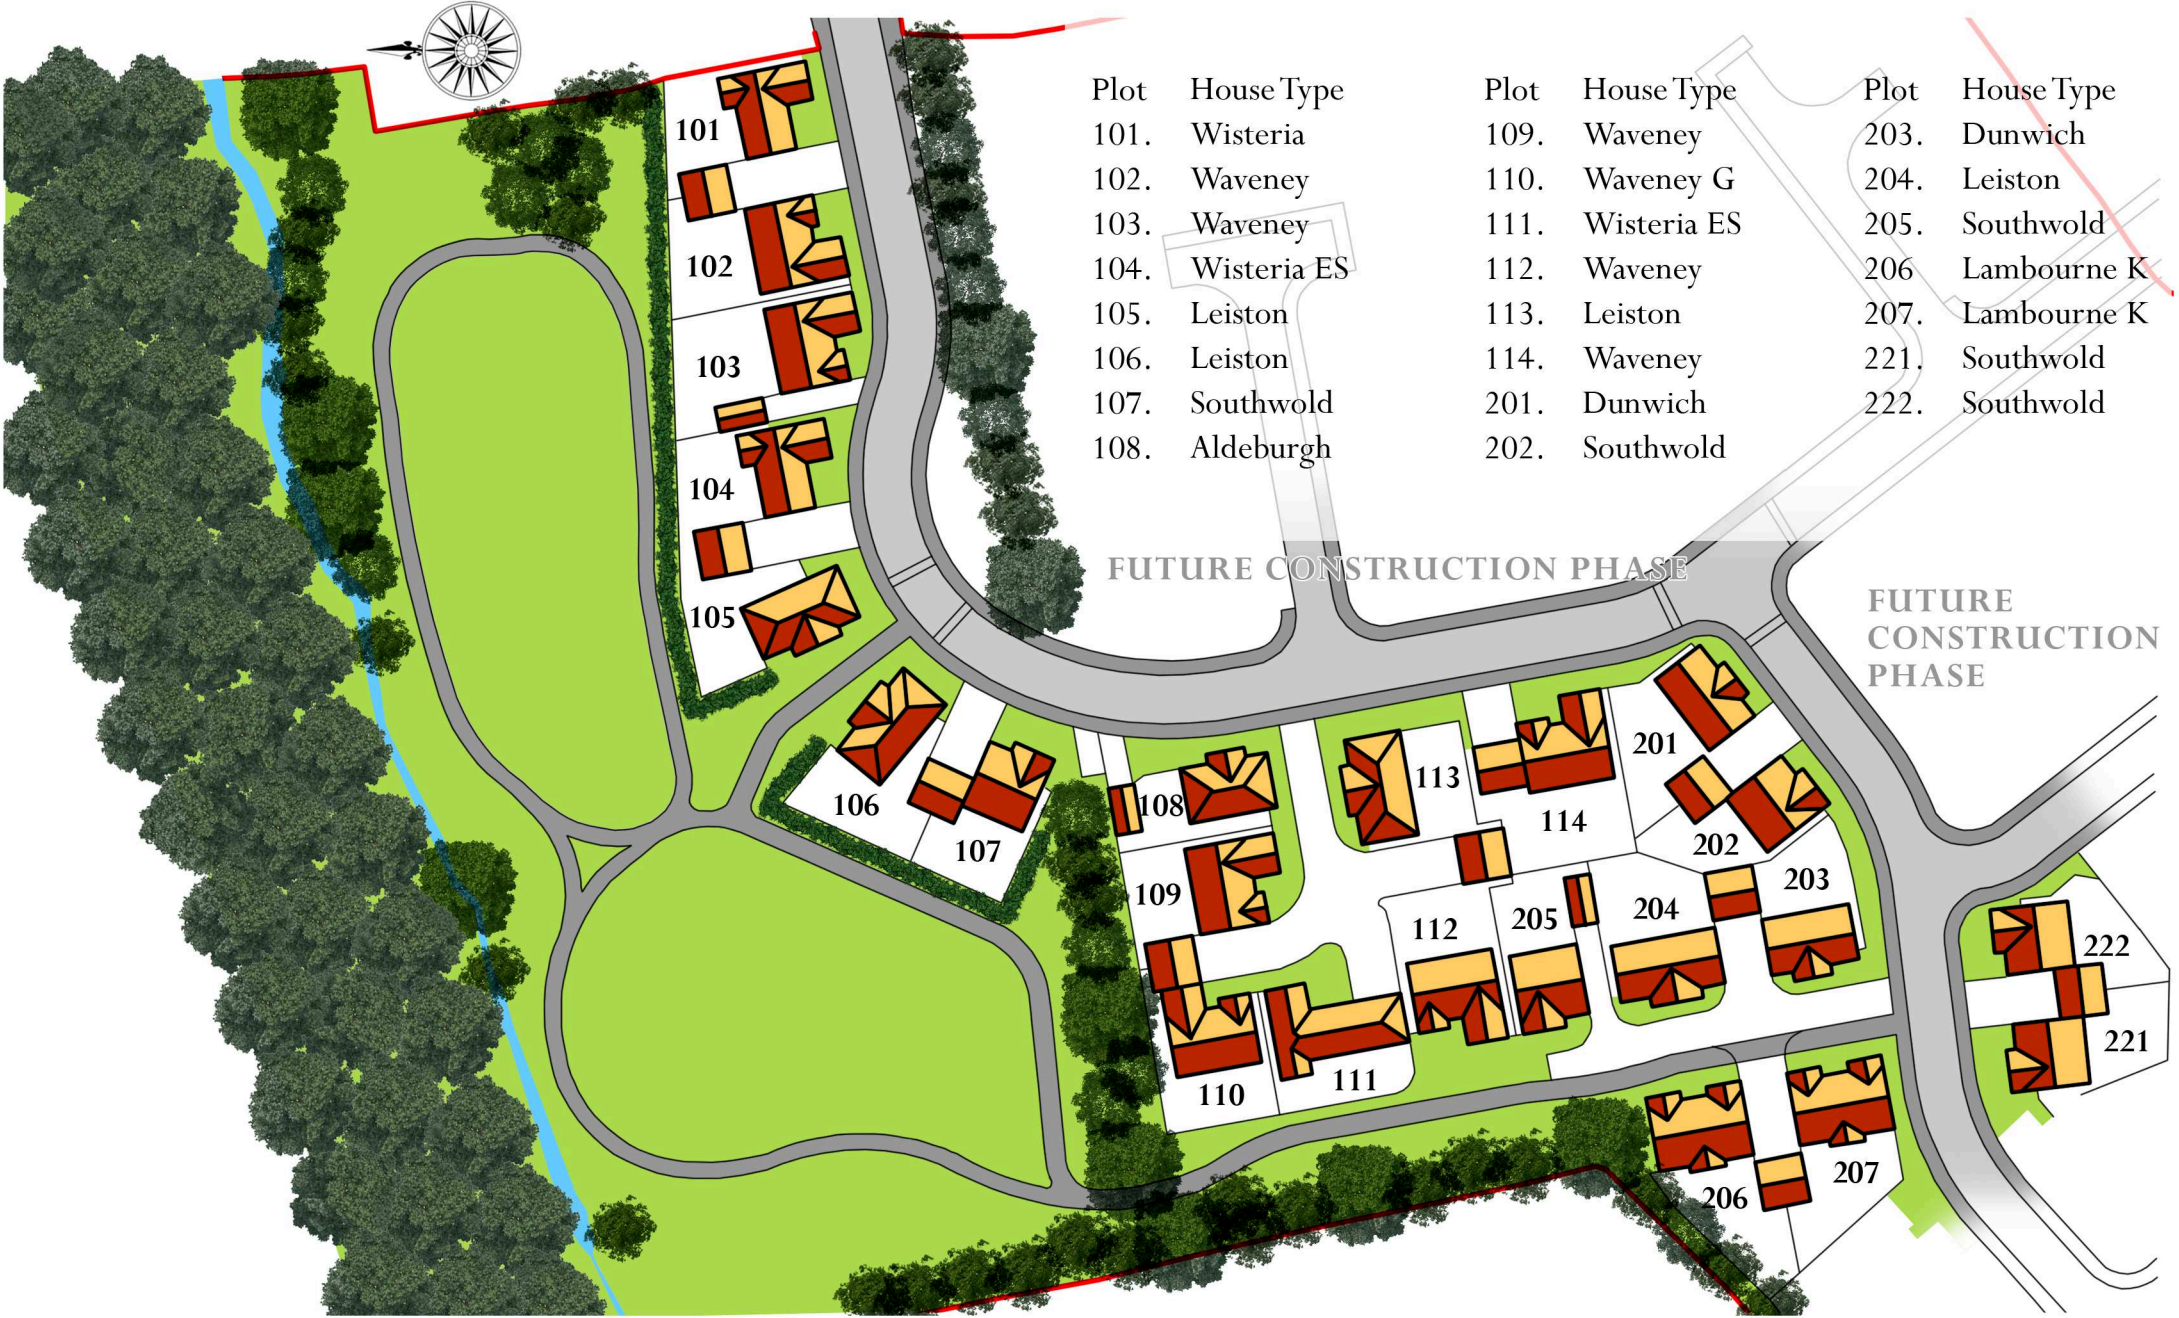 Plot House Type Plot House Type Plot House Type
101. Wisteria 109. Waveney 203. Dunwich
102. Waveney 110. Waveney G 204. Leiston
103. Waveney 111. Wisteria ES 205. Southwold
104. Wisteria ES 112. Waveney 206 Lambourne K
105. Leiston 113. Leiston 207. Lambourne K
106. Leiston 114. Waveney 221. Southwold
107. Southwold 201. Dunwich 222. Southwold
108. Aldeburgh 202. Southwold
FUTURE CONSTRUCTION PHASE
FUTURE
CONSTRUCTION
PHASE
101
102
103
104
105
106
107
108
109
110
111
112
113
114
201
202
203
204
205
206
207
222
221